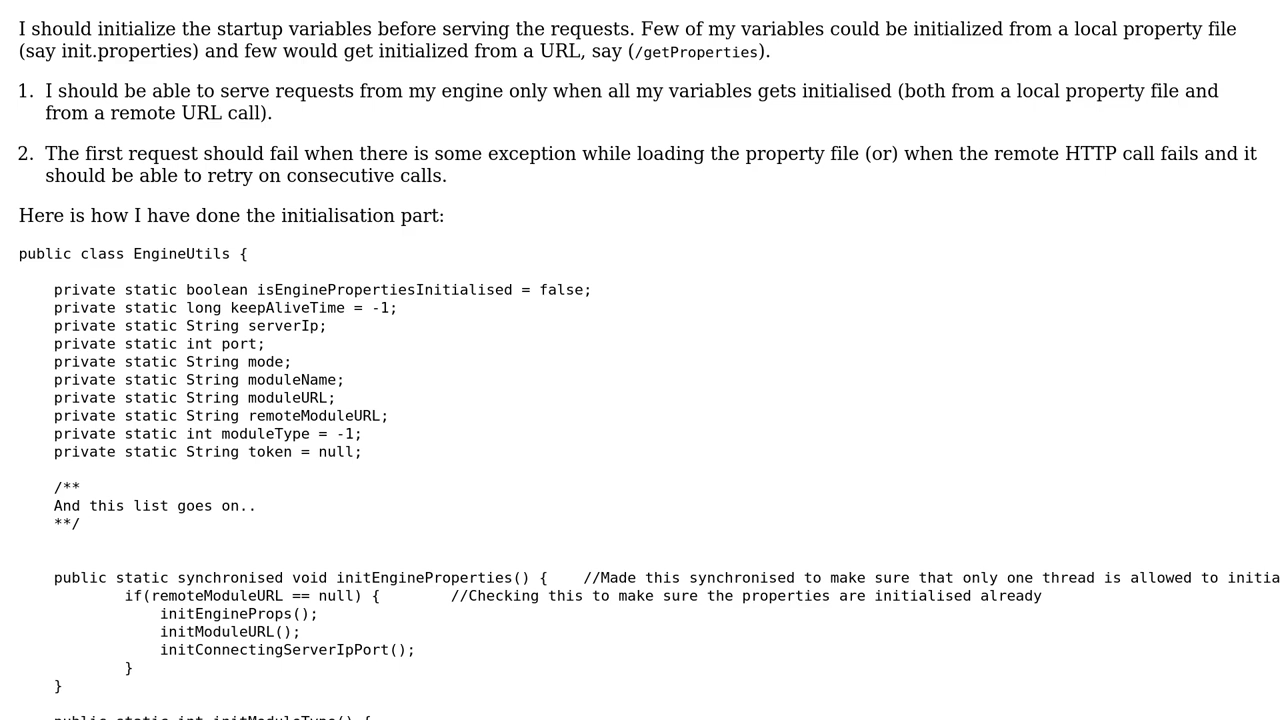 I should initialize the startup variables before serving the requests. Few of my variables could be initialized from a local property file
(say init.properties) and few would get initialized from a URL, say (/getProperties).
1. I should be able to serve requests from my engine only when all my variables gets initialised (both from a local property file and
from a remote URL call).
2. The first request should fail when there is some exception while loading the property file (or) when the remote HTTP call fails and it
should be able to retry on consecutive calls.
Here is how I have done the initialisation part:
public class EngineUtils {
private static boolean isEnginePropertiesInitialised = false;
private static long keepAliveTime = -1;
private static String serverIp;
private static int port;
private static String mode;
private static String moduleName;
private static String moduleURL;
private static String remoteModuleURL;
private static int moduleType = -1;
private static String token = null;
/**
And this list goes on..
**/
public static synchronised void initEngineProperties() {    //Made this synchronised to make sure that only one thread is allowed to initia
if(remoteModuleURL == null) {        //Checking this to make sure the properties are initialised already
initEngineProps();
initModuleURL();
initConnectingServerIpPort();
}
}
public static int initModuleType() {